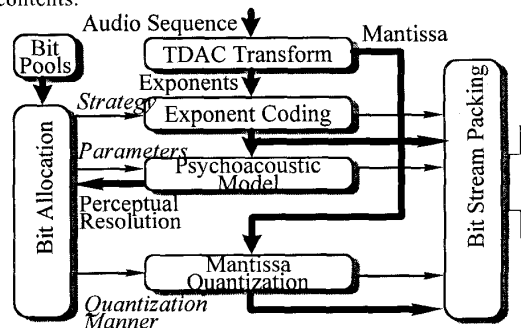 contents.
Audio Sequence
Mantissa
Bit
Pools
TDAC Transform
Exponents
Strategy
Exponent Coding
Parameters
Psychoacoustic
Model
Perceptual
Resolution
Bit Allocation
Bit Stream Packing
Mantissa
Quantization
Quantization
Manner